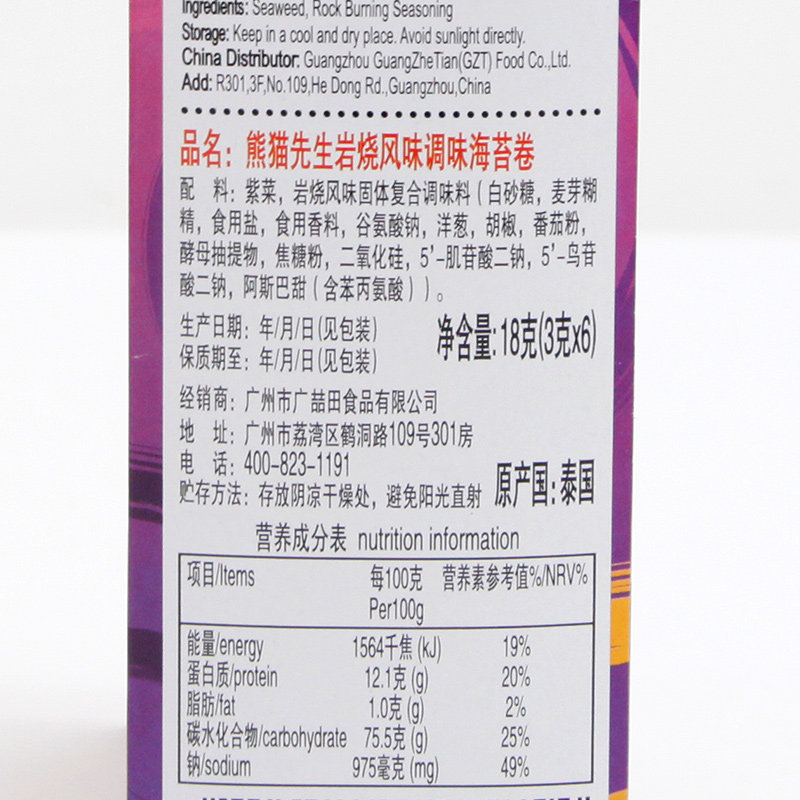 Ingredients: Seaweed, Rock Burning Seasoning
Storage: Keep in a cool and dry place. Avoid sunlight directly.
China Distributor: Guangzhou GuangZheTian(GZT) Food Co.,Ltd.
Add: R301,3F,No.109,He Dong Rd.,Guangzhou,China
品名：熊猫先生岩烧风味调味海苔卷
配 料：紫菜，岩烧风味固体复合调味料（白砂糖，麦芽糊
精，食用盐，食用香料，谷氨酸钠，洋葱，胡椒，番茄粉，
酵母抽提物，焦糖粉，二氧化硅，5’-肌苷酸二钠，5’-鸟苷
酸二钠，阿斯巴甜（含苯丙氨酸））。
生产日期：年/月/日(见包装)
保质期至：年/月/日(见包装)
净含量:18克(3克x6)
经销商：广州市广喆田食品有限公司
地 址：广州市荔湾区鹤洞路109号301房
电 话：400-823-1191
贮存方法：存放阴凉干燥处，避免阳光直射
原产国：泰国
营养成分表 nutrition information
项目/Items 每100克 营养素参考值%/NRV%
Per100g
能量/energy 1564千焦 (kJ) 19%
蛋白质/protein 12.1克 (g) 20%
脂肪/fat 1.0克 (g) 2%
碳水化合物/carbohydrate 75.5克 (g) 25%
钠/sodium 975毫克 (mg) 49%